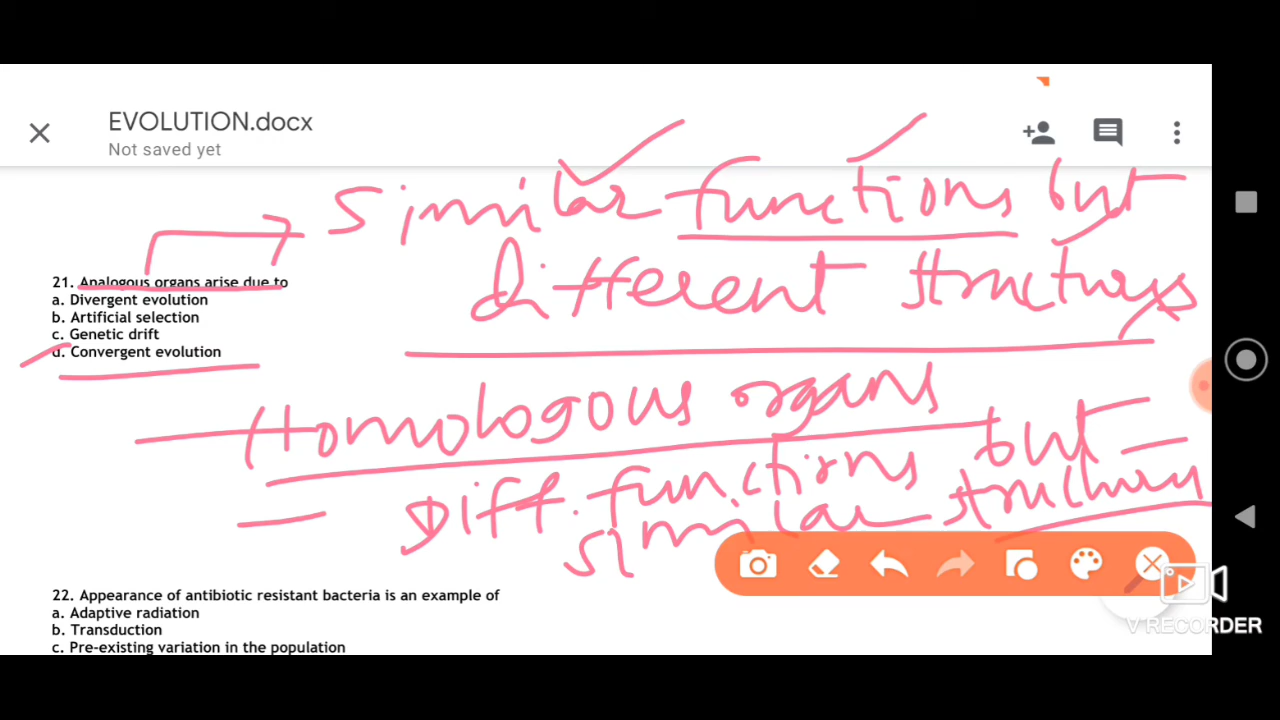 EVOLUTION.docx
Not saved yet
Similar functions but
different structures
21. Analogous organs arise due to
a. Divergent evolution
b. Artificial selection
c. Genetic drift
d. Convergent evolution
Homologous organs
Diff. functions but
similar structures
22. Appearance of antibiotic resistant bacteria is an example of
a. Adaptive radiation
b. Transduction
c. Pre-existing variation in the population
V RECORDER